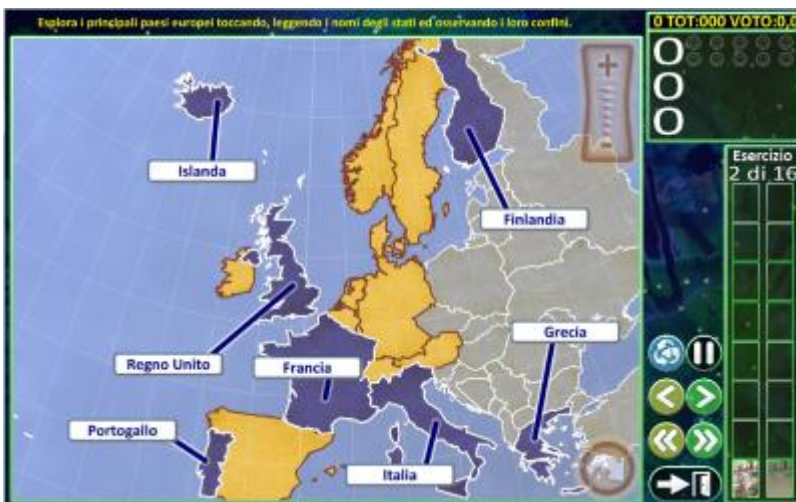 Esplora i principali paesi europei toccando, leggendo i nomi degli stati ed osservando i loro confini.
0 TOT:000 VOTO:0,0
Islanda
Finlandia
Esercizio
2 di 16
Regno Unito
Francia
Grecia
Portogallo
Italia